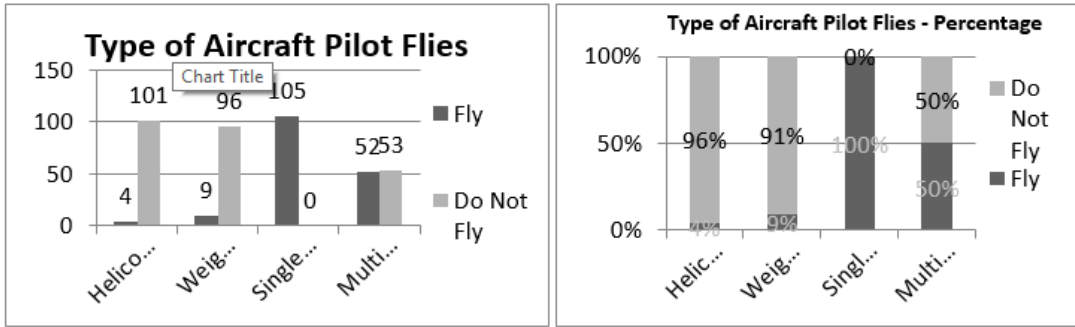 Type of Aircraft Pilot Flies
Chart Title
150
100
50
0
4
101
9
96
105
0
52
53
Helico...
Weig...
Single...
Multi...
Fly
Do Not
Fly
Type of Aircraft Pilot Flies - Percentage
100%
50%
0%
96%
4%
91%
9%
0%
100%
50%
50%
Helic...
Weig...
Singl...
Multi...
Do
Not
Fly
Fly